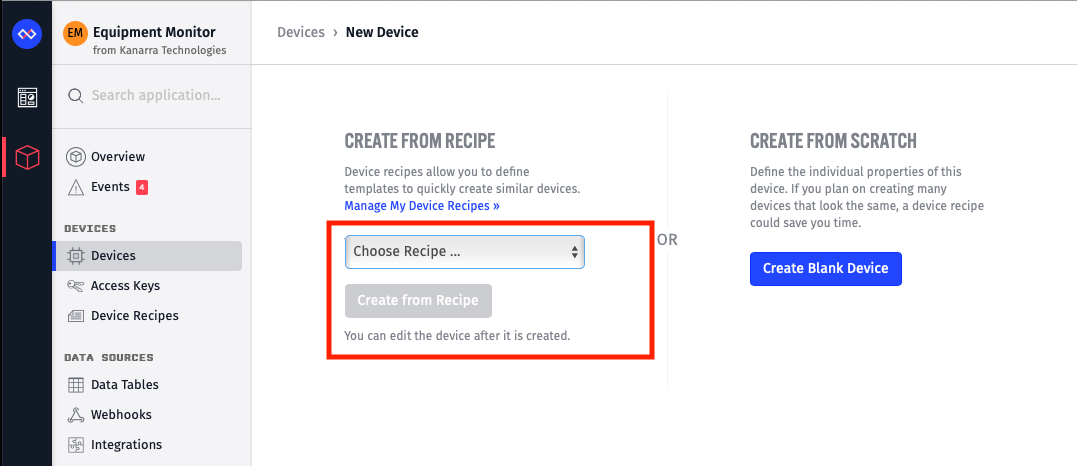 EM
Equipment Monitor
from Kanarra Technologies
Search application...
Overview
Events 4
DEVICES
Devices
Access Keys
Device Recipes
DATA SOURCES
Data Tables
Webhooks
Integrations
Devices › New Device
CREATE FROM RECIPE
Device recipes allow you to define
templates to quickly create similar devices.
Manage My Device Recipes »
Choose Recipe ...
Create from Recipe
You can edit the device after it is created.
OR
CREATE FROM SCRATCH
Define the individual properties of this
device. If you plan on creating many
devices that look the same, a device recipe
could save you time.
Create Blank Device